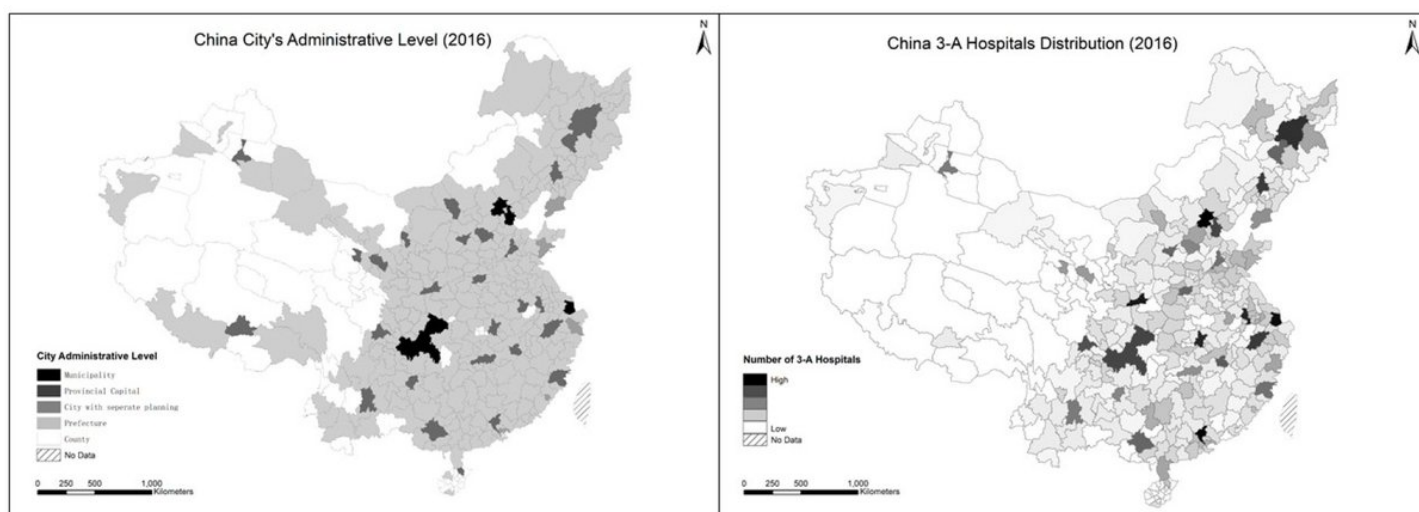 China City's Administrative Level (2016)
N
City Administrative Level
Municipality
Provincial Capital
City with seperate planning
Prefecture
County
No Data
0 250 500 1,000
Kilometers
China 3-A Hospitals Distribution (2016)
N
Number of 3-A Hospitals
High
Low
No Data
0 250 500 1,000
Kilometers